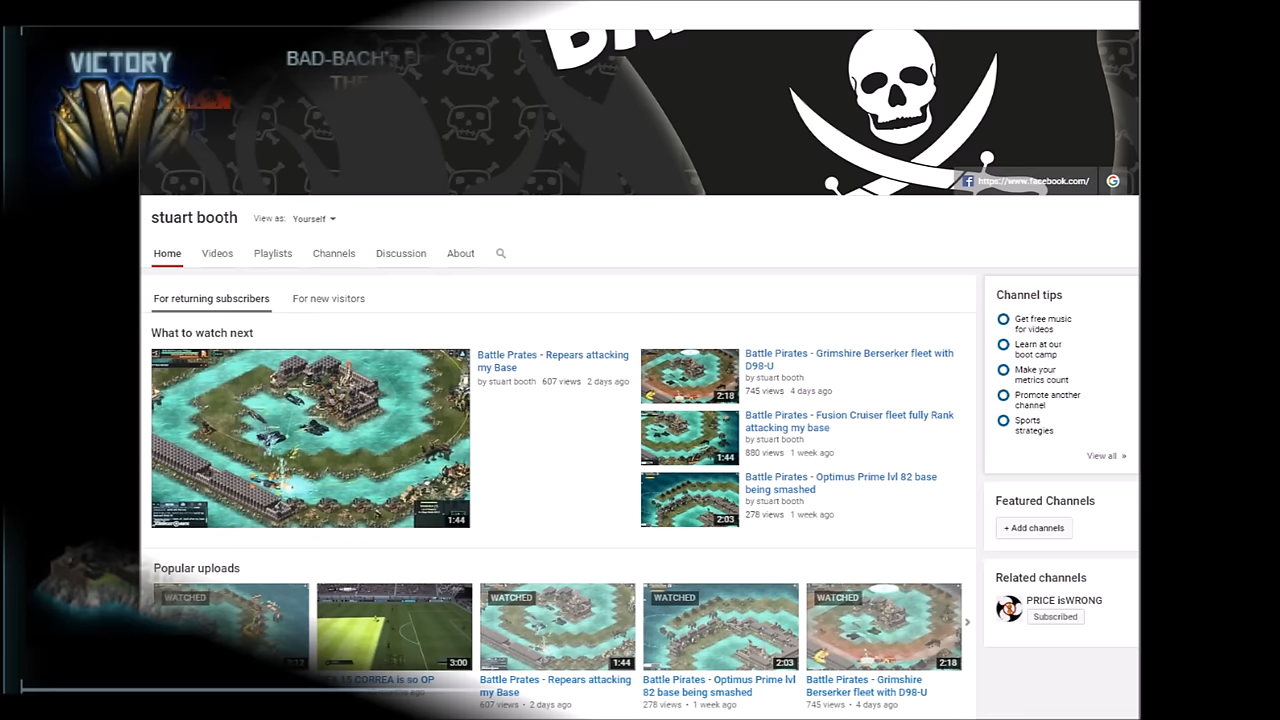 VICTORY
BAD-BACH'S
THE
https://www.facebook.com/
stuart booth
View as: Yourself
Home Videos Playlists Channels Discussion About
For returning subscribers For new visitors
What to watch next
1:44
Battle Prates - Repears attacking
my Base
by stuart booth 607 views 2 days ago
2:18
Battle Pirates - Grimshire Berserker fleet with
D98-U
by stuart booth
745 views 4 days ago
1:44
Battle Pirates - Fusion Cruiser fleet fully Rank
attacking my base
by stuart booth
880 views 1 week ago
2:03
Battle Pirates - Optimus Prime lvl 82 base
being smashed
by stuart booth
278 views 1 week ago
Channel tips
Get free music
for videos
Learn at our
boot camp
Make your
metrics count
Promote another
channel
Sports
strategies
View all »
Featured Channels
+ Add channels
Related channels
PRICE isWRONG
Subscribed
Popular uploads
WATCHED
3:00
15 CORREA is so OP
ago
WATCHED
1:44
Battle Prates - Repears attacking
my Base
607 views • 2 days ago
WATCHED
2:03
Battle Pirates - Optimus Prime lvl
82 base being smashed
278 views • 1 week ago
WATCHED
2:18
Battle Pirates - Grimshire
Berserker fleet with D98-U
745 views • 4 days ago